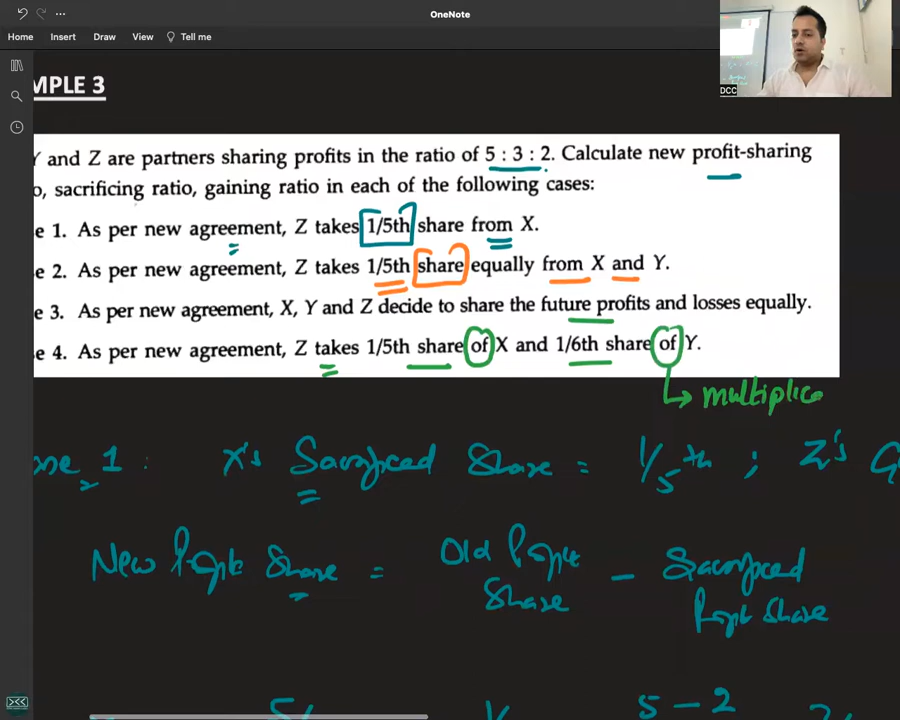 OneNote
Home Insert Draw View Tell me
DCC
MPLE 3
Y and Z are partners sharing profits in the ratio of 5 : 3 : 2. Calculate new profit-sharing
o, sacrificing ratio, gaining ratio in each of the following cases:
e 1. As per new agreement, Z takes 1/5th share from X.
e 2. As per new agreement, Z takes 1/5th share equally from X and Y.
e 3. As per new agreement, X, Y and Z decide to share the future profits and losses equally.
e 4. As per new agreement, Z takes 1/5th share of X and 1/6th share of Y.
multiplica
1 : X's Sacrificed Share = 1/5 th ; Z's G
New Profit Share = Old Profit Share - Sacrificed Profit Share
5 - 2